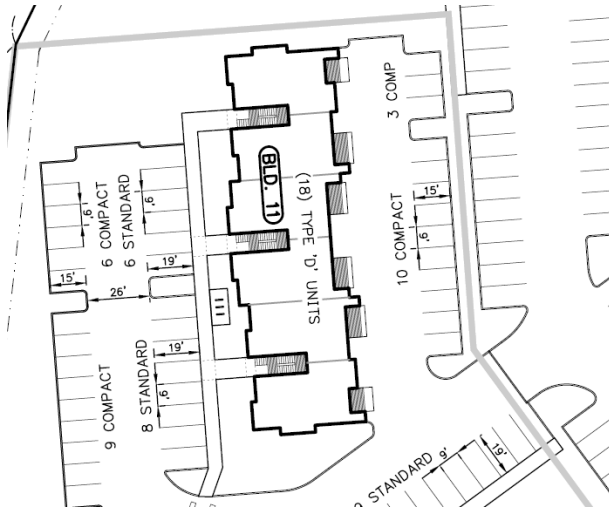 3 COMP
BLD. 11
(18) TYPE 'D' UNITS
6 COMPACT
6 STANDARD
9'
9'
15'
19'
26'
10 COMPACT
15'
9'
9 COMPACT
8 STANDARD
19'
9'
STANDARD
9'
19'